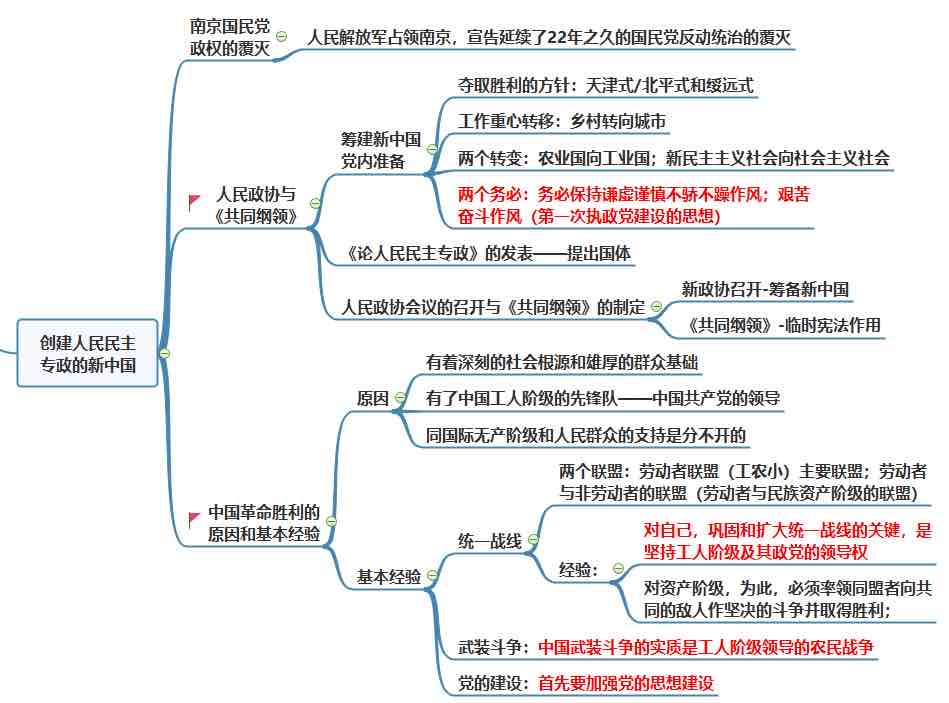 南京国民党
政权的覆灭
人民解放军占领南京，宣告延续了22年之久的国民党反动统治的覆灭
夺取胜利的方针：天津式/北平式和绥远式
工作重心转移：乡村转向城市
筹建新中国
党内准备
两个转变：农业国向工业国；新民主主义社会向社会主义社会
两个务必：务必保持谦虚谨慎不骄不躁作风；艰苦
奋斗作风（第一次执政党建设的思想）
人民政协与
《共同纲领》
《论人民民主专政》的发表——提出国体
人民政协会议的召开与《共同纲领》的制定
新政协召开-筹备新中国
《共同纲领》-临时宪法作用
创建人民民主
专政的新中国
原因
有着深刻的社会根源和雄厚的群众基础
有了中国工人阶级的先锋队——中国共产党的领导
同国际无产阶级和人民群众的支持是分不开的
中国革命胜利的
原因和基本经验
基本经验
统一战线
两个联盟：劳动者联盟（工农小）主要联盟；劳动者
与非劳动者的联盟（劳动者与民族资产阶级的联盟）
经验：
对自己，巩固和扩大统一战线的关键，是
坚持工人阶级及其政党的领导权
对资产阶级，为此，必须率领同盟者向共
同的敌人作坚决的斗争并取得胜利；
武装斗争：中国武装斗争的实质是工人阶级领导的农民战争
党的建设：首先要加强党的思想建设